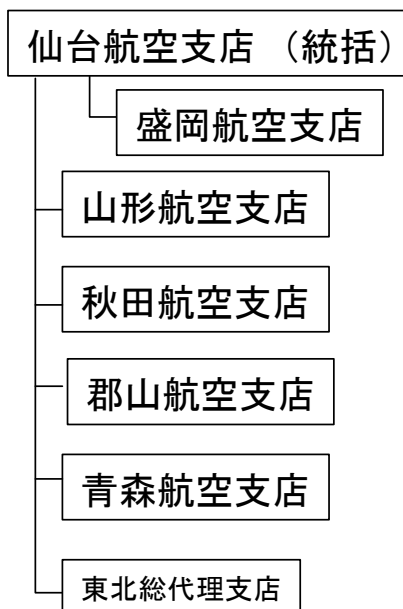 仙台航空支店 （統括）
盛岡航空支店
山形航空支店
秋田航空支店
郡山航空支店
青森航空支店
東北総代理支店